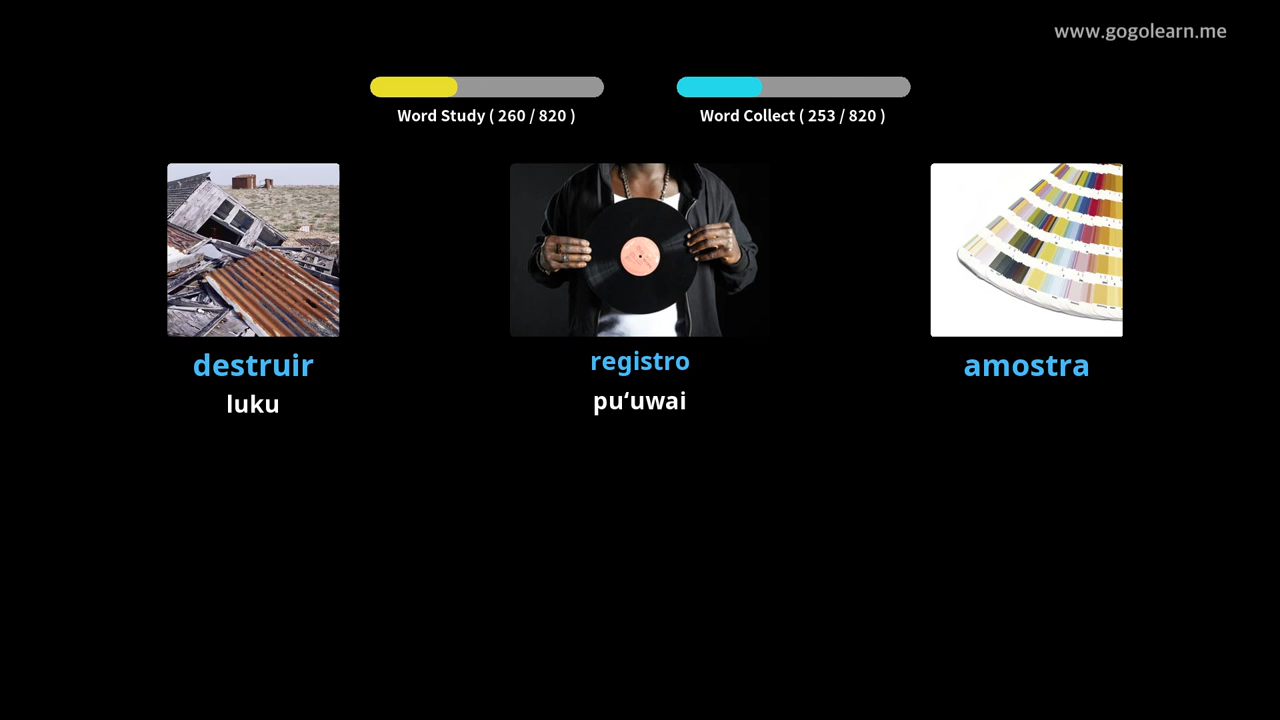 www.gogolearn.me
Word Study ( 260 / 820 )
Word Collect ( 253 / 820 )
destruir
luku
registro
puʻuwai
amostra